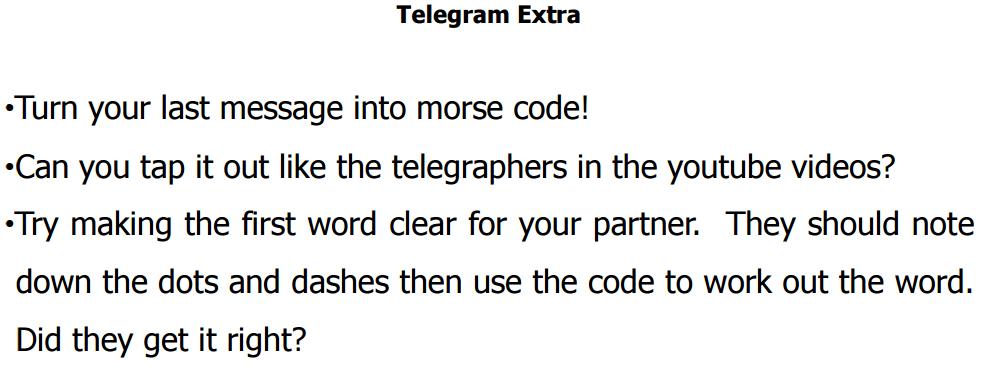 Telegram Extra
•Turn your last message into morse code!
•Can you tap it out like the telegraphers in the youtube videos?
•Try making the first word clear for your partner.  They should note
down the dots and dashes then use the code to work out the word.
Did they get it right?